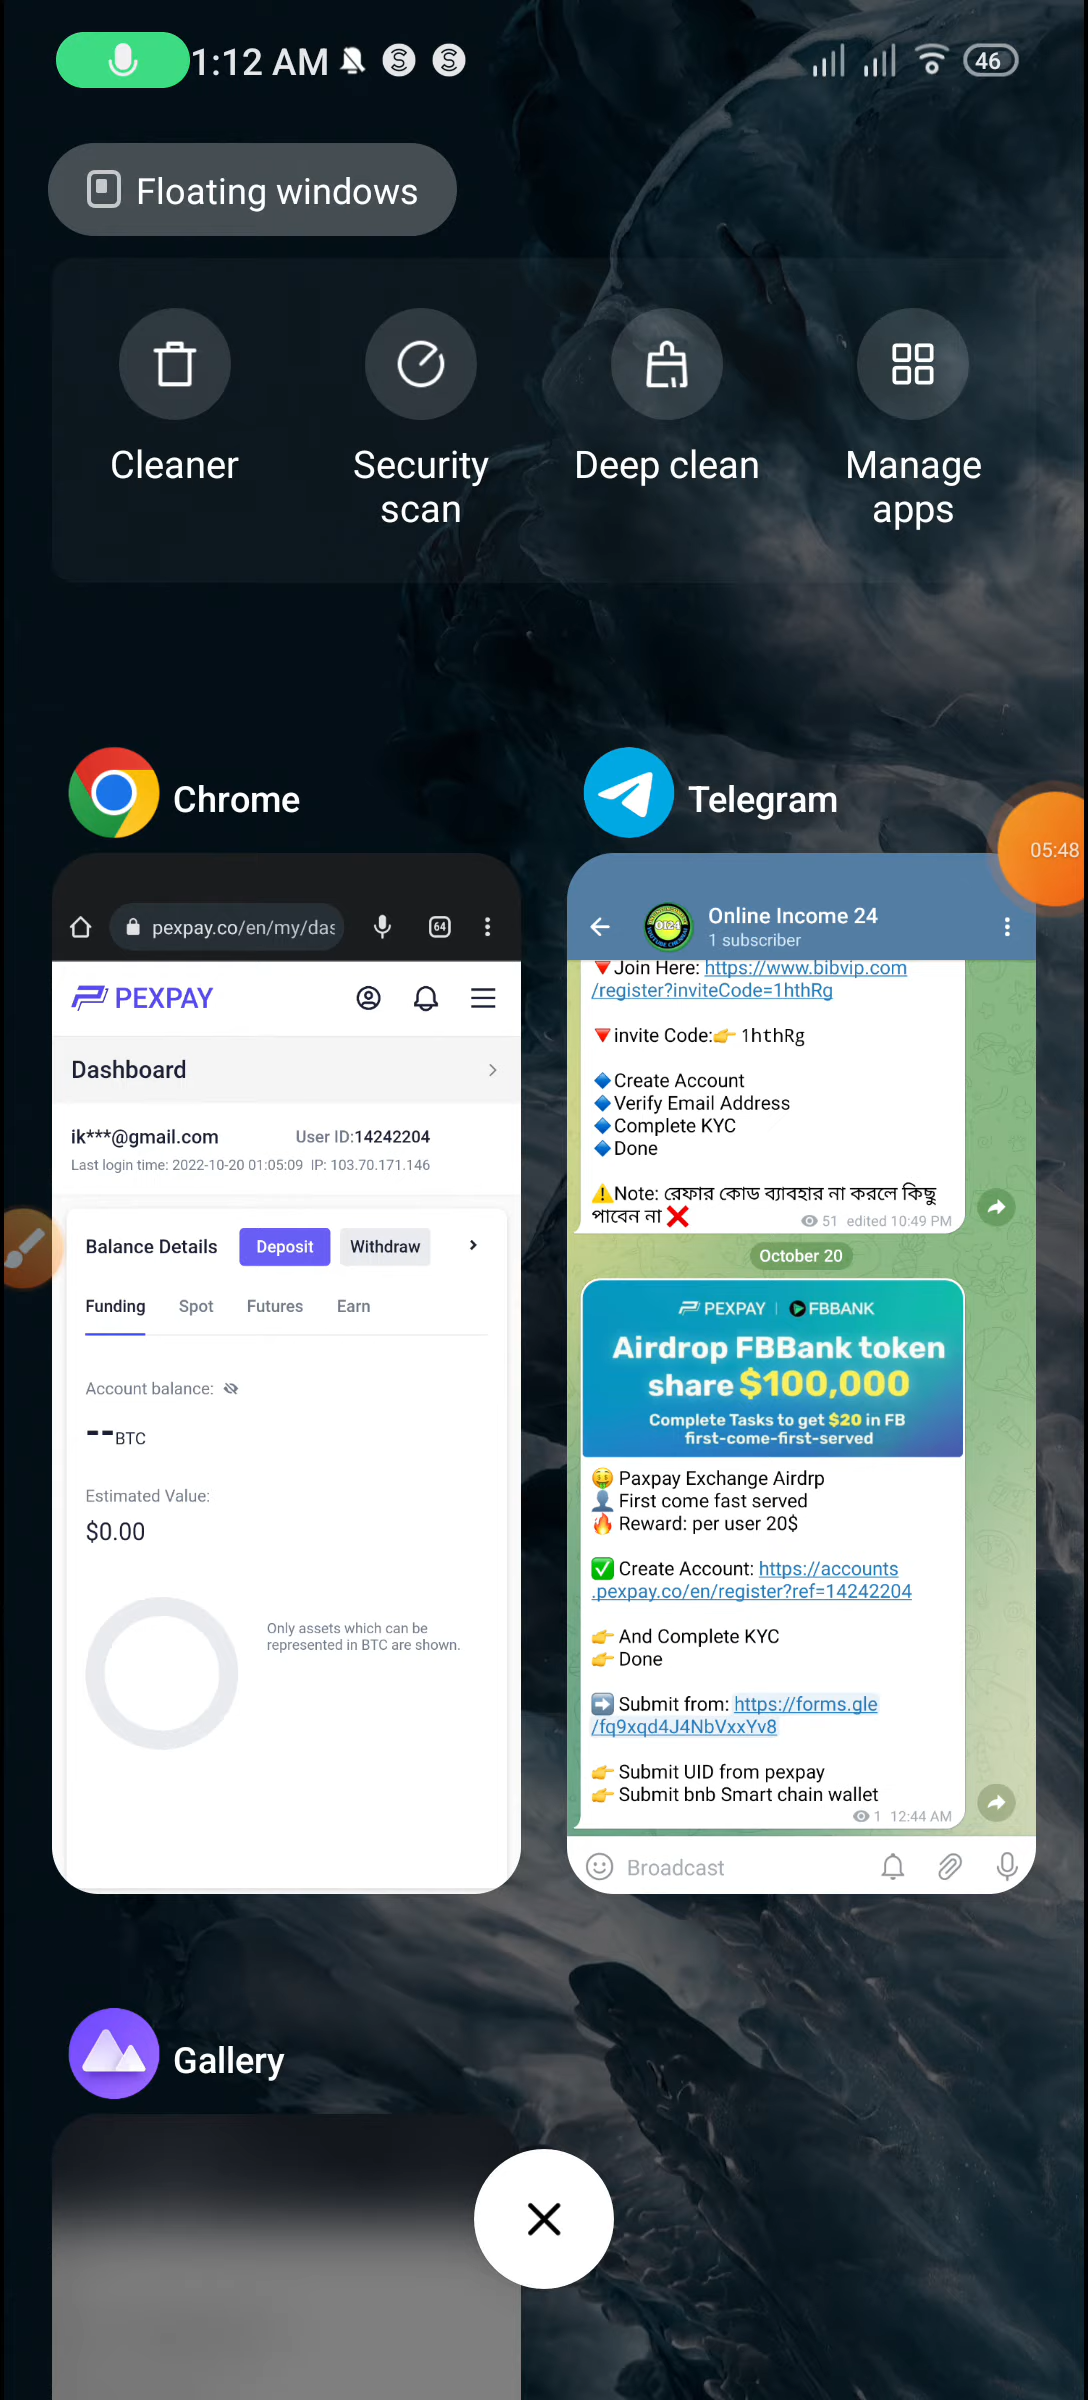 1:12 AM
46
Floating windows
Cleaner
Security
scan
Deep clean
Manage
apps
Chrome
pexpay.co/en/my/das
64
PEXPAY
Dashboard
ik***@gmail.com
User ID:14242204
Last login time: 2022-10-20 01:05:09 IP: 103.70.171.146
Balance Details
Deposit
Withdraw
Funding
Spot
Futures
Earn
Account balance:
--BTC
Estimated Value:
$0.00
Only assets which can be
represented in BTC are shown.
Telegram
05:48
Online Income 24
1 subscriber
🔻Join Here: https://www.bibvip.com
/register?inviteCode=1hthRg
🔻invite Code:👉 1hthRg
🔷Create Account
🔷Verify Email Address
🔷Complete KYC
🔷Done
⚠️Note: রেফার কোড ব্যাবহার না করলে কিছু
পাবেন না ❌
51 edited 10:49 PM
October 20
PEXPAY | FBBANK
Airdrop FBBank token
share $100,000
Complete Tasks to get $20 in FB
first-come-first-served
🤑 Paxpay Exchange Airdrp
👤 First come fast served
🔥 Reward: per user 20$
✅ Create Account: https://accounts
.pexpay.co/en/register?ref=14242204
👉 And Complete KYC
👉 Done
➡️ Submit from: https://forms.gle
/fq9xqd4J4NbVxxYv8
👉 Submit UID from pexpay
👉 Submit bnb Smart chain wallet
1 12:44 AM
Broadcast
Gallery